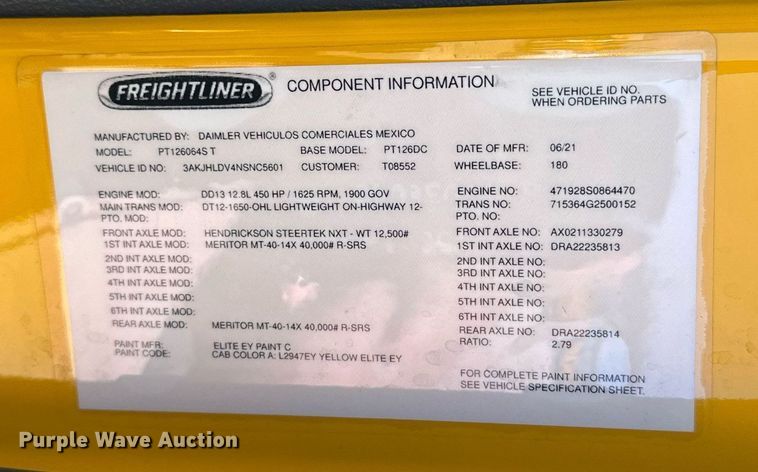 FREIGHTLINER ® COMPONENT INFORMATION
SEE VEHICLE ID NO.
WHEN ORDERING PARTS
MANUFACTURED BY: DAIMLER VEHICULOS COMERCIALES MEXICO
MODEL: PT126064S T BASE MODEL: PT126DC DATE OF MFR: 06/21
VEHICLE ID NO: 3AKJHLDV4NSNC5601 CUSTOMER: T08552 WHEELBASE: 180
ENGINE MOD: DD13 12.8L 450 HP / 1625 RPM, 1900 GOV ENGINE NO: 471928S0864470
MAIN TRANS MOD: DT12-1650-OHL LIGHTWEIGHT ON-HIGHWAY 12- TRANS NO: 715364G2500152
PTO. MOD: PTO. NO:
FRONT AXLE MOD: HENDRICKSON STEERTEK NXT - WT 12,500# FRONT AXLE NO: AX0211330279
1ST INT AXLE MOD: MERITOR MT-40-14X 40,000# R-SRS 1ST INT AXLE NO: DRA22235813
2ND INT AXLE MOD: 2ND INT AXLE NO:
3RD INT AXLE MOD: 3RD INT AXLE NO:
4TH INT AXLE MOD: 4TH INT AXLE NO:
5TH INT AXLE MOD: 5TH INT AXLE NO:
6TH INT AXLE MOD: 6TH INT AXLE NO:
REAR AXLE MOD: MERITOR MT-40-14X 40,000# R-SRS REAR AXLE NO: DRA22235814
RATIO: 2.79
PAINT MFR: ELITE EY PAINT C
PAINT CODE: CAB COLOR A: L2947EY YELLOW ELITE EY
FOR COMPLETE PAINT INFORMATION
SEE VEHICLE SPECIFICATION SHEET.
Purple Wave Auction